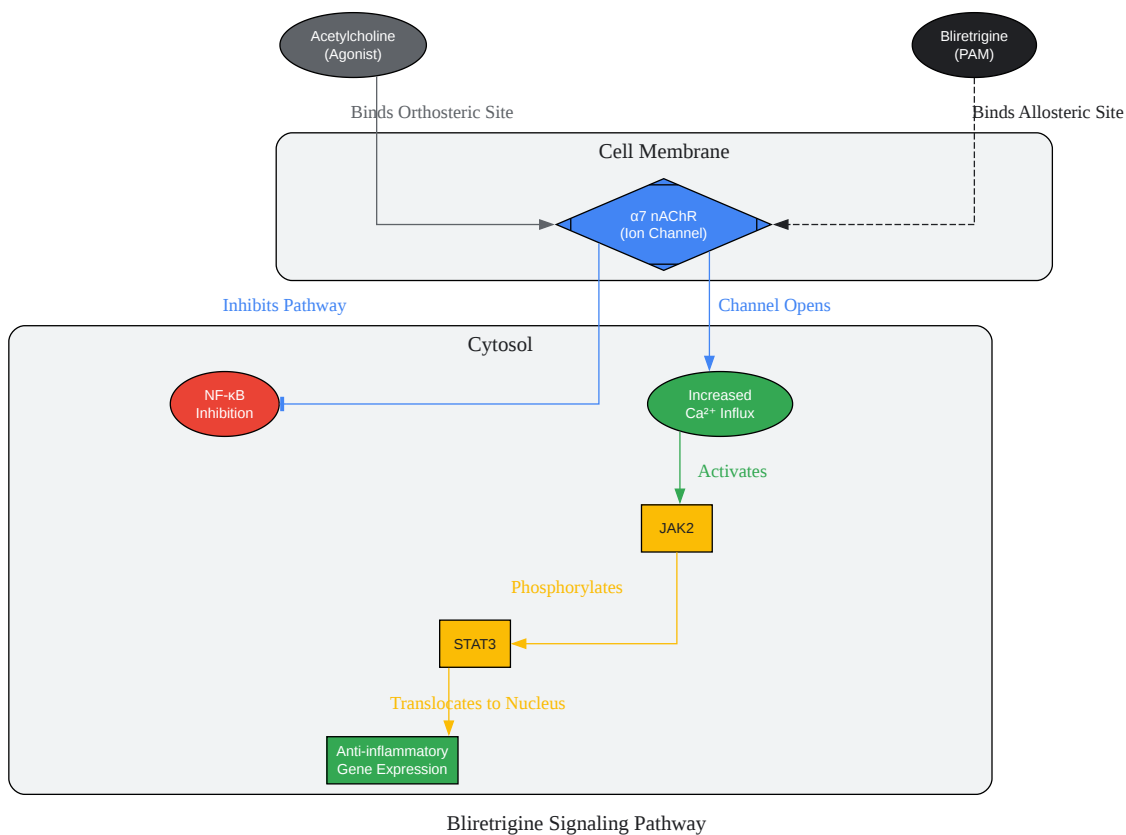 Acetylcholine
(Agonist)
Bliretrigine
(PAM)
Binds Orthosteric Site
Binds Allosteric Site
Cell Membrane
α7 nAChR
(Ion Channel)
Inhibits Pathway
Channel Opens
Cytosol
NF-κB
Inhibition
Increased
Ca²⁺ Influx
Activates
JAK2
Phosphorylates
STAT3
Translocates to Nucleus
Anti-inflammatory
Gene Expression
Bliretrigine Signaling Pathway